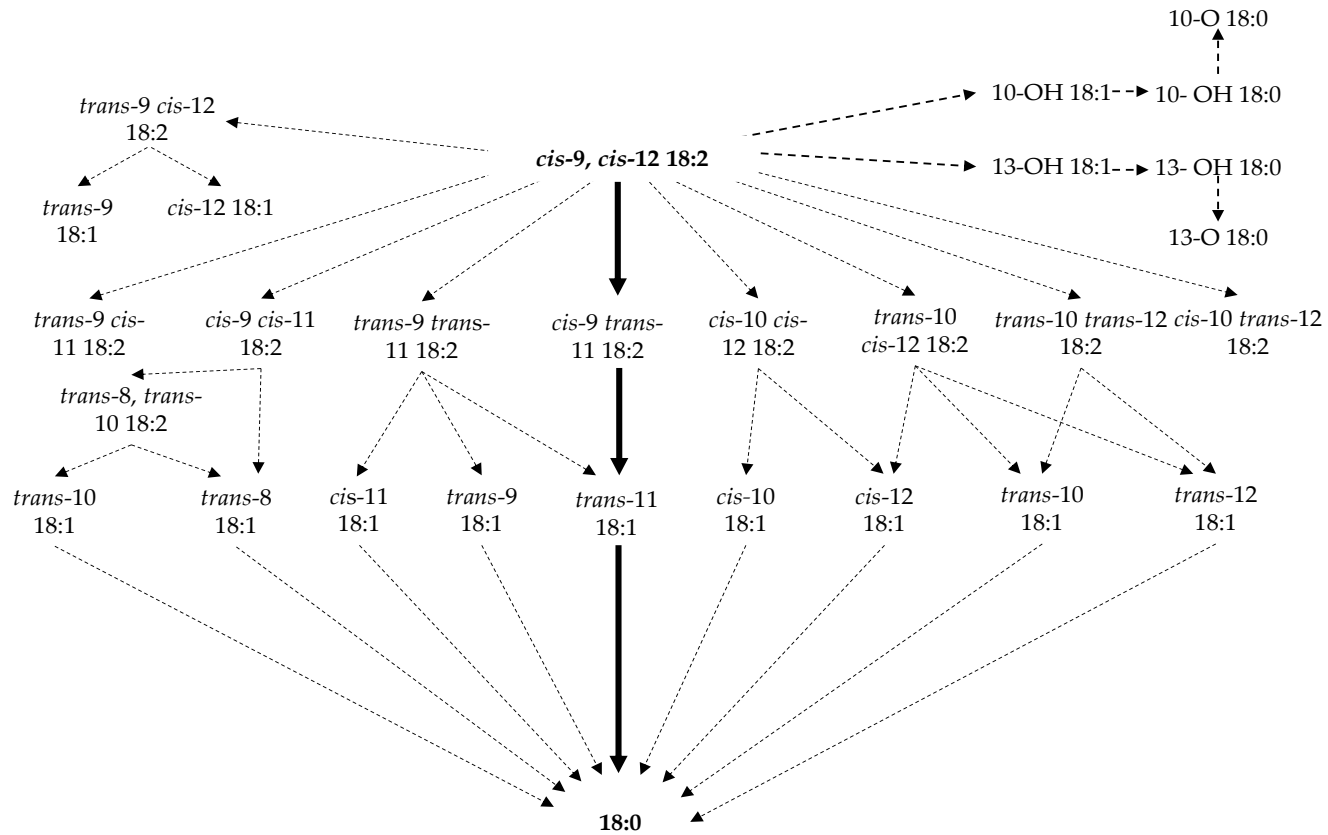 10-O 18:0
10-OH 18:1
10- OH 18:0
trans-9 cis-12
18:2
cis-9, cis-12 18:2
13-OH 18:1
13- OH 18:0
trans-9
18:1
cis-12 18:1
13-O 18:0
trans-9 cis-
11 18:2
cis-9 cis-11
18:2
trans-9 trans-
11 18:2
cis-9 trans-
11 18:2
cis-10 cis-
12 18:2
trans-10
cis-12 18:2
trans-10 trans-12
18:2
cis-10 trans-12
18:2
trans-8, trans-
10 18:2
trans-10
18:1
trans-8
18:1
cis-11
18:1
trans-9
18:1
trans-11
18:1
cis-10
18:1
cis-12
18:1
trans-10
18:1
trans-12
18:1
18:0